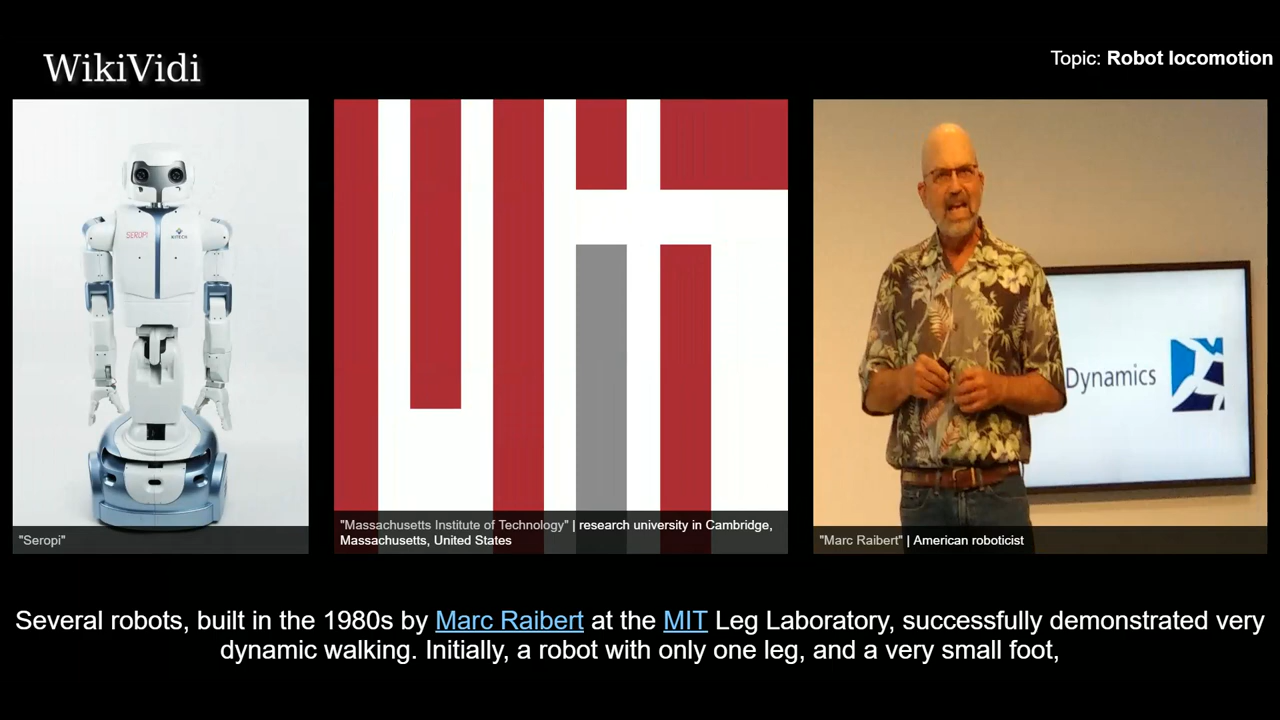 WikiVidi
Topic: Robot locomotion
SEROPI
KITECH
Dynamics
"Seropi"
"Massachusetts Institute of Technology" | research university in Cambridge,
Massachusetts, United States
"Marc Raibert" | American roboticist
Several robots, built in the 1980s by Marc Raibert at the MIT Leg Laboratory, successfully demonstrated very
dynamic walking. Initially, a robot with only one leg, and a very small foot,